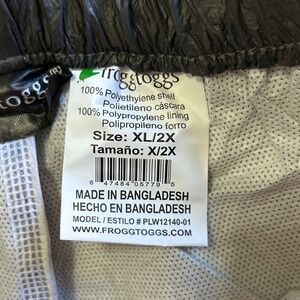 froggtoggs
100% Polyethylene shell
Polietileno cáscara
100% Polypropylene lining
Polipropileno forro
Size: XL/2X
Tamaño: X/2X
6 47484 05779 5
MADE IN BANGLADESH
HECHO EN BANGLADESH
MODEL / ESTILO # PLW12140-01
WWW.FROGGTOGGS.COM